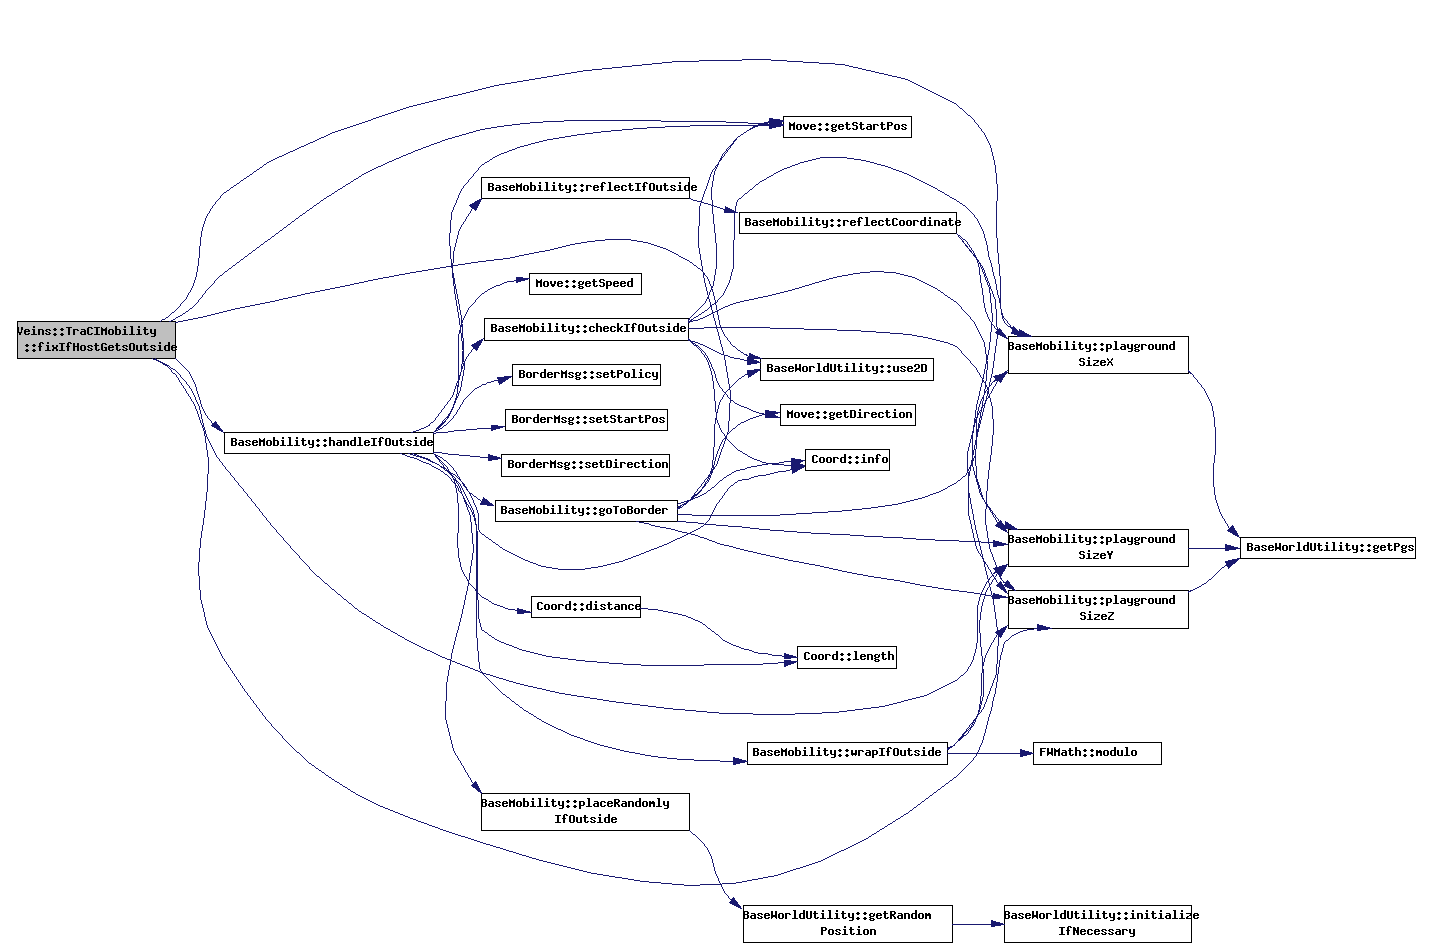 Move::getStartPos
BaseMobility::reflectIfOutside
BaseMobility::reflectCoordinate
Move::getSpeed
Veins::TraCIMobility
::fixIfHostGetsOutside
BaseMobility::checkIfOutside
BaseMobility::playground
SizeX
BaseWorldUtility::use2D
BorderMsg::setPolicy
Move::getDirection
BorderMsg::setStartPos
BaseMobility::handleIfOutside
Coord::info
BorderMsg::setDirection
BaseMobility::goToBorder
BaseMobility::playground
SizeY
BaseWorldUtility::getPgs
BaseMobility::playground
SizeZ
Coord::distance
Coord::length
BaseMobility::wrapIfOutside
FWMath::modulo
BaseMobility::placeRandomly
IfOutside
BaseWorldUtility::getRandom
Position
BaseWorldUtility::initialize
IfNecessary